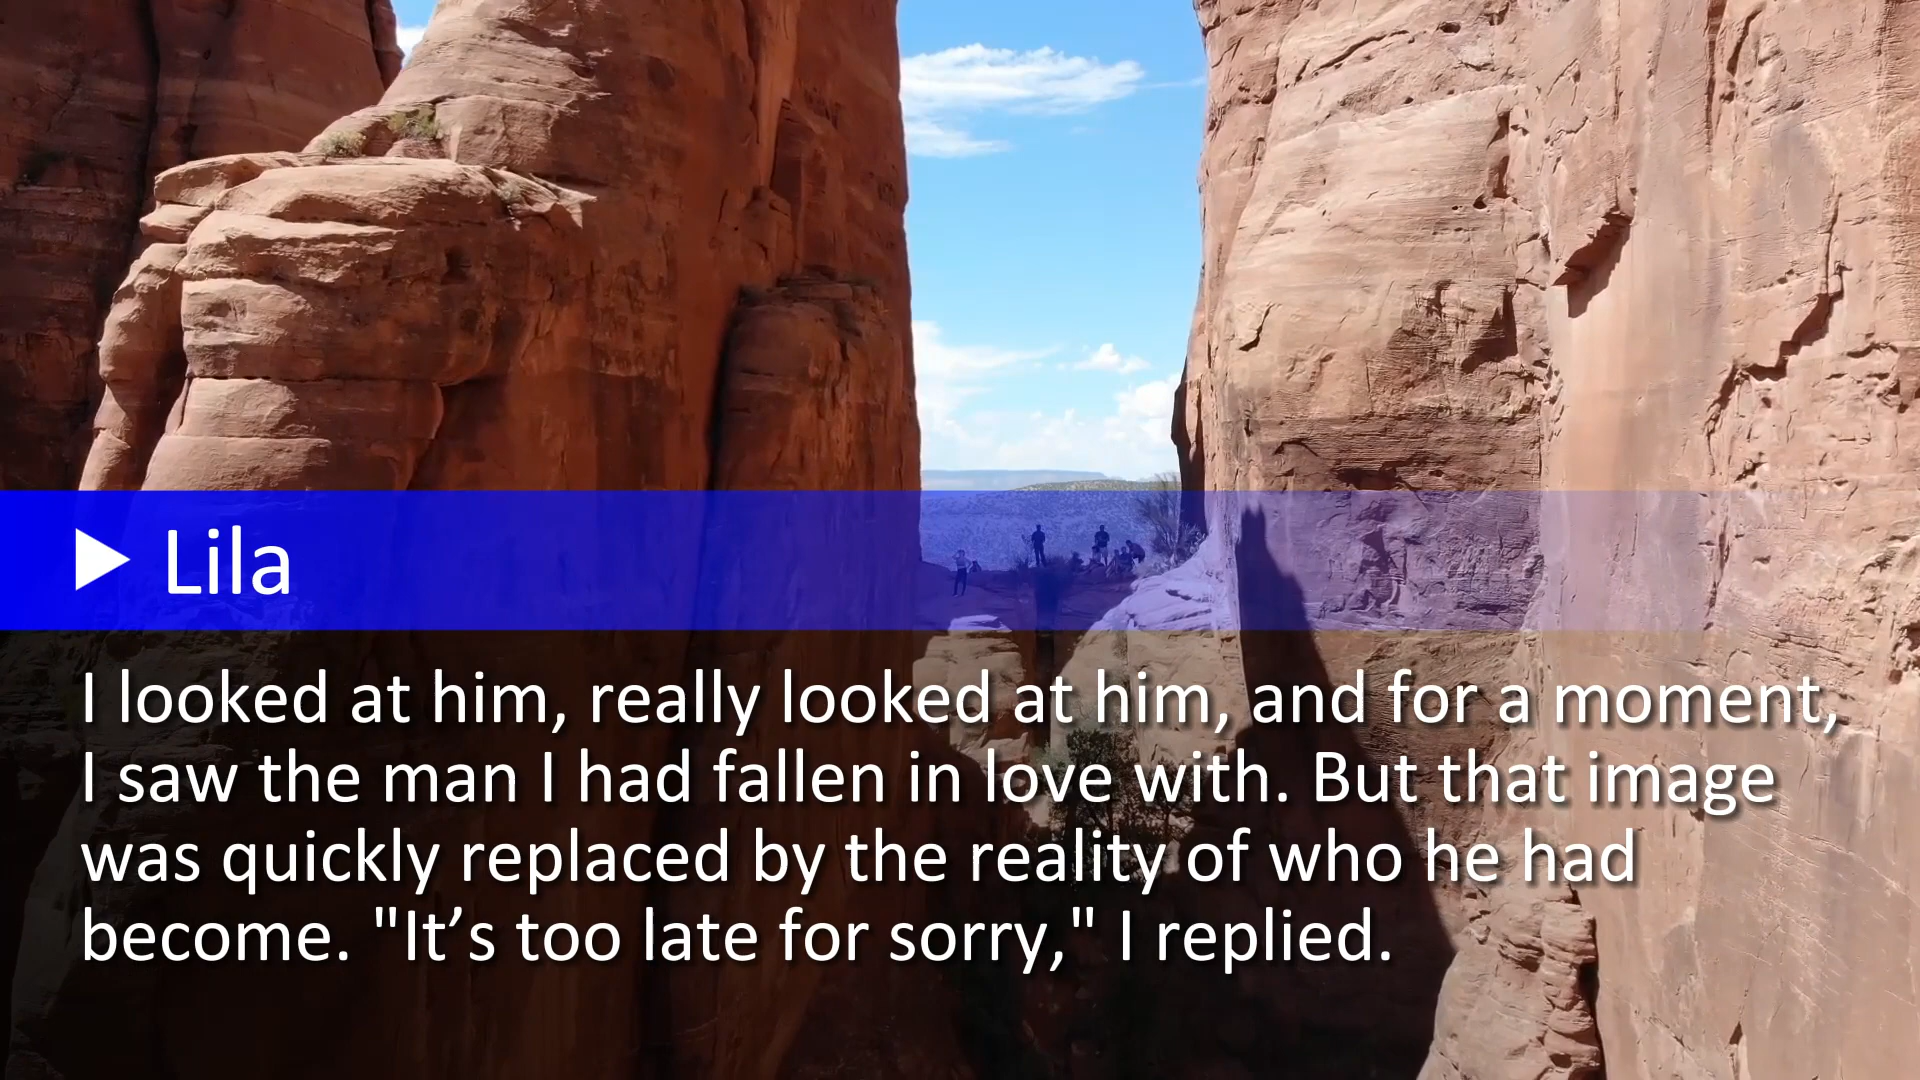 Lila
I looked at him, really looked at him, and for a moment,
I saw the man I had fallen in love with. But that image
was quickly replaced by the reality of who he had
become. "It’s too late for sorry," I replied.